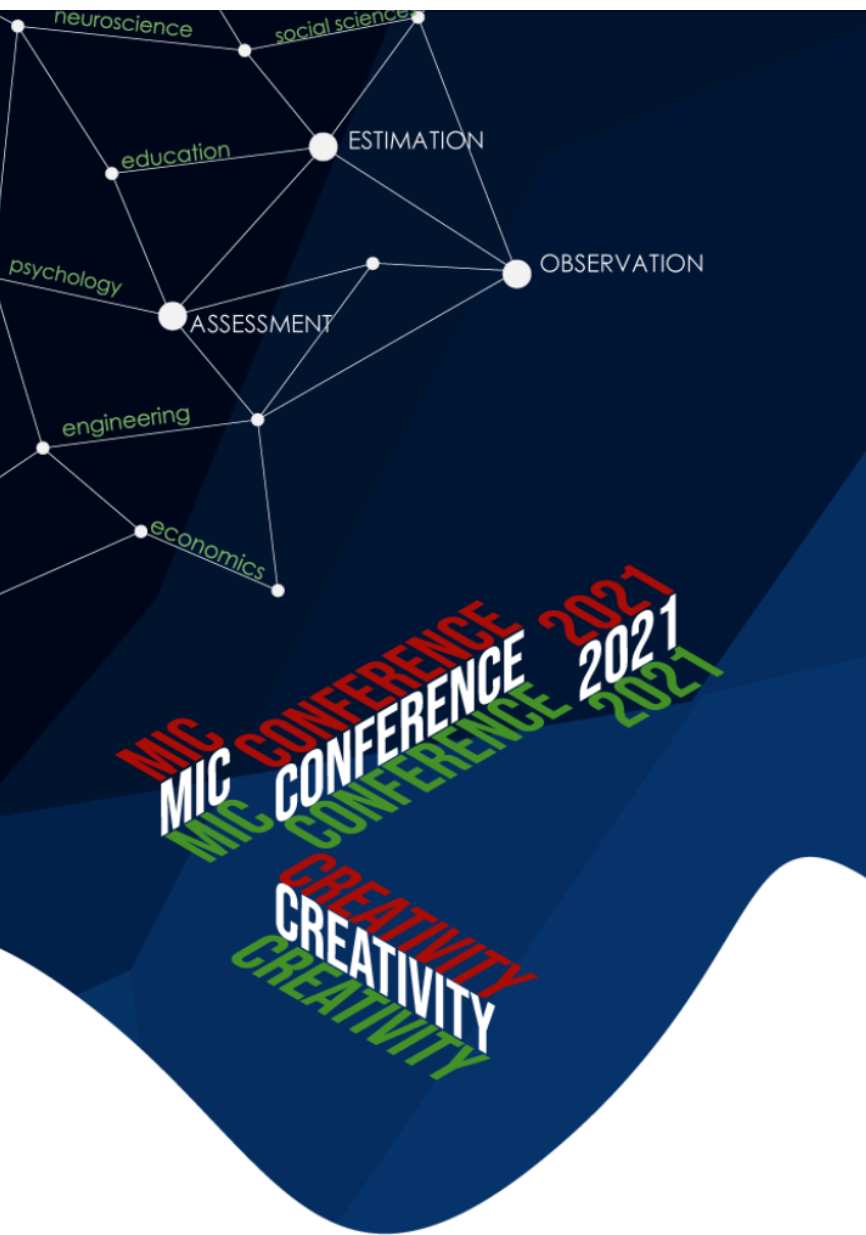 neuroscience
social sciences
education
ESTIMATION
psychology
OBSERVATION
ASSESSMENT
engineering
economics
MIC CONFERENCE 2021
MIC CONFERENCE 2021
MIC CONFERENCE 2021
CREATIVITY
CREATIVITY
CREATIVITY